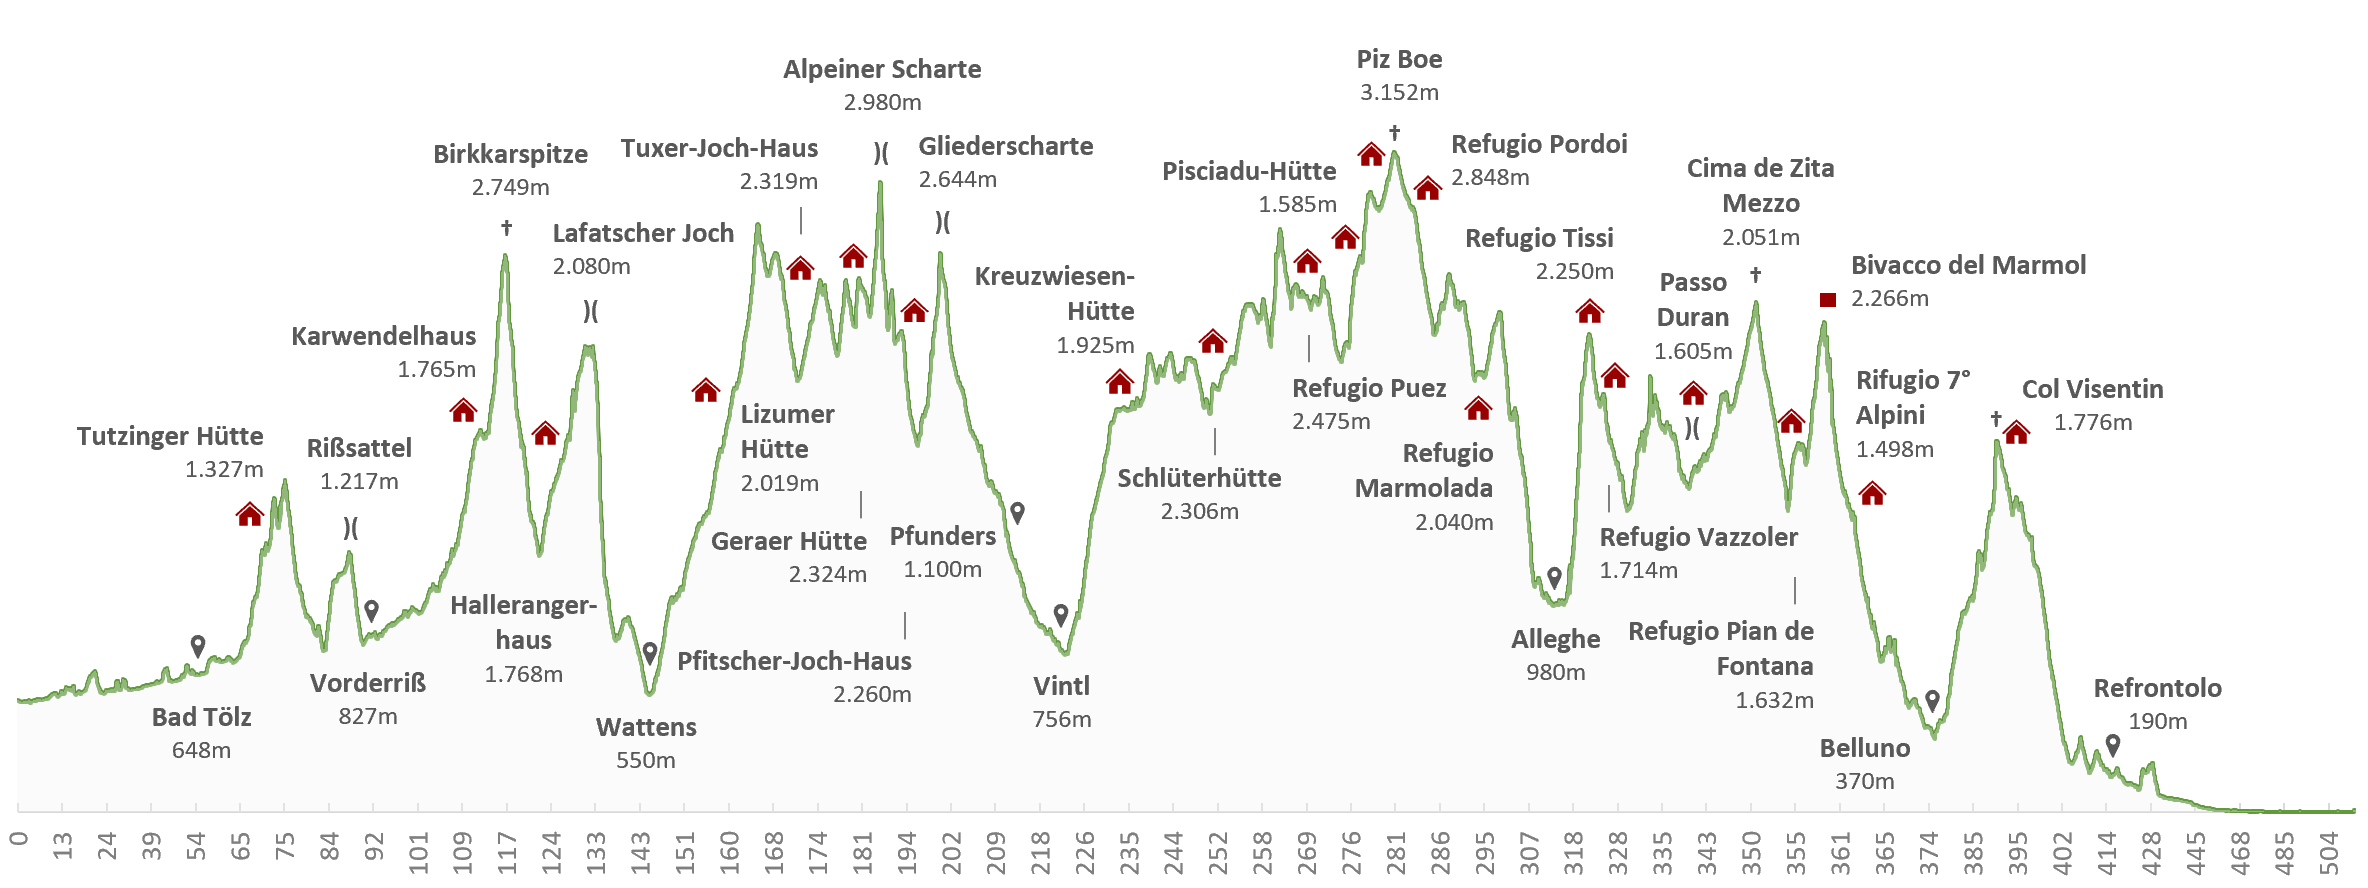 Piz Boe
3.152m
Alpeiner Scharte
2.980m
Birkkarspitze
2.749m
Tuxer-Joch-Haus
2.319m
Gliederscharte
2.644m
Pisciadu-Hütte
1.585m
Refugio Pordoi
2.848m
Cima de Zita
Mezzo
2.051m
Lafatscher Joch
2.080m
Refugio Tissi
2.250m
Kreuzwiesen-
Hütte
1.925m
Passo
Duran
1.605m
Bivacco del Marmol
2.266m
Karwendelhaus
1.765m
Tutzinger Hütte
1.327m
Rißsattel
1.217m
Lizumer
Hütte
2.019m
Refugio Puez
2.475m
Rifugio 7°
Alpini
1.498m
Col Visentin
1.776m
Schlüterhütte
2.306m
Refugio
Marmolada
2.040m
Geraer Hütte
2.324m
Pfunders
1.100m
Refugio Vazzoler
1.714m
Halleranger-
haus
1.768m
Pfitscher-Joch-Haus
2.260m
Alleghe
980m
Refugio Pian de
Fontana
1.632m
Vorderriß
827m
Bad Tölz
648m
Wattens
550m
Vintl
756m
Belluno
370m
Refrontolo
190m
0
13
24
39
54
65
75
84
92
101
109
117
124
133
143
151
160
168
174
181
194
202
209
218
226
235
244
252
258
269
276
281
286
295
307
318
328
335
343
350
355
361
365
374
385
395
402
414
428
445
468
485
504